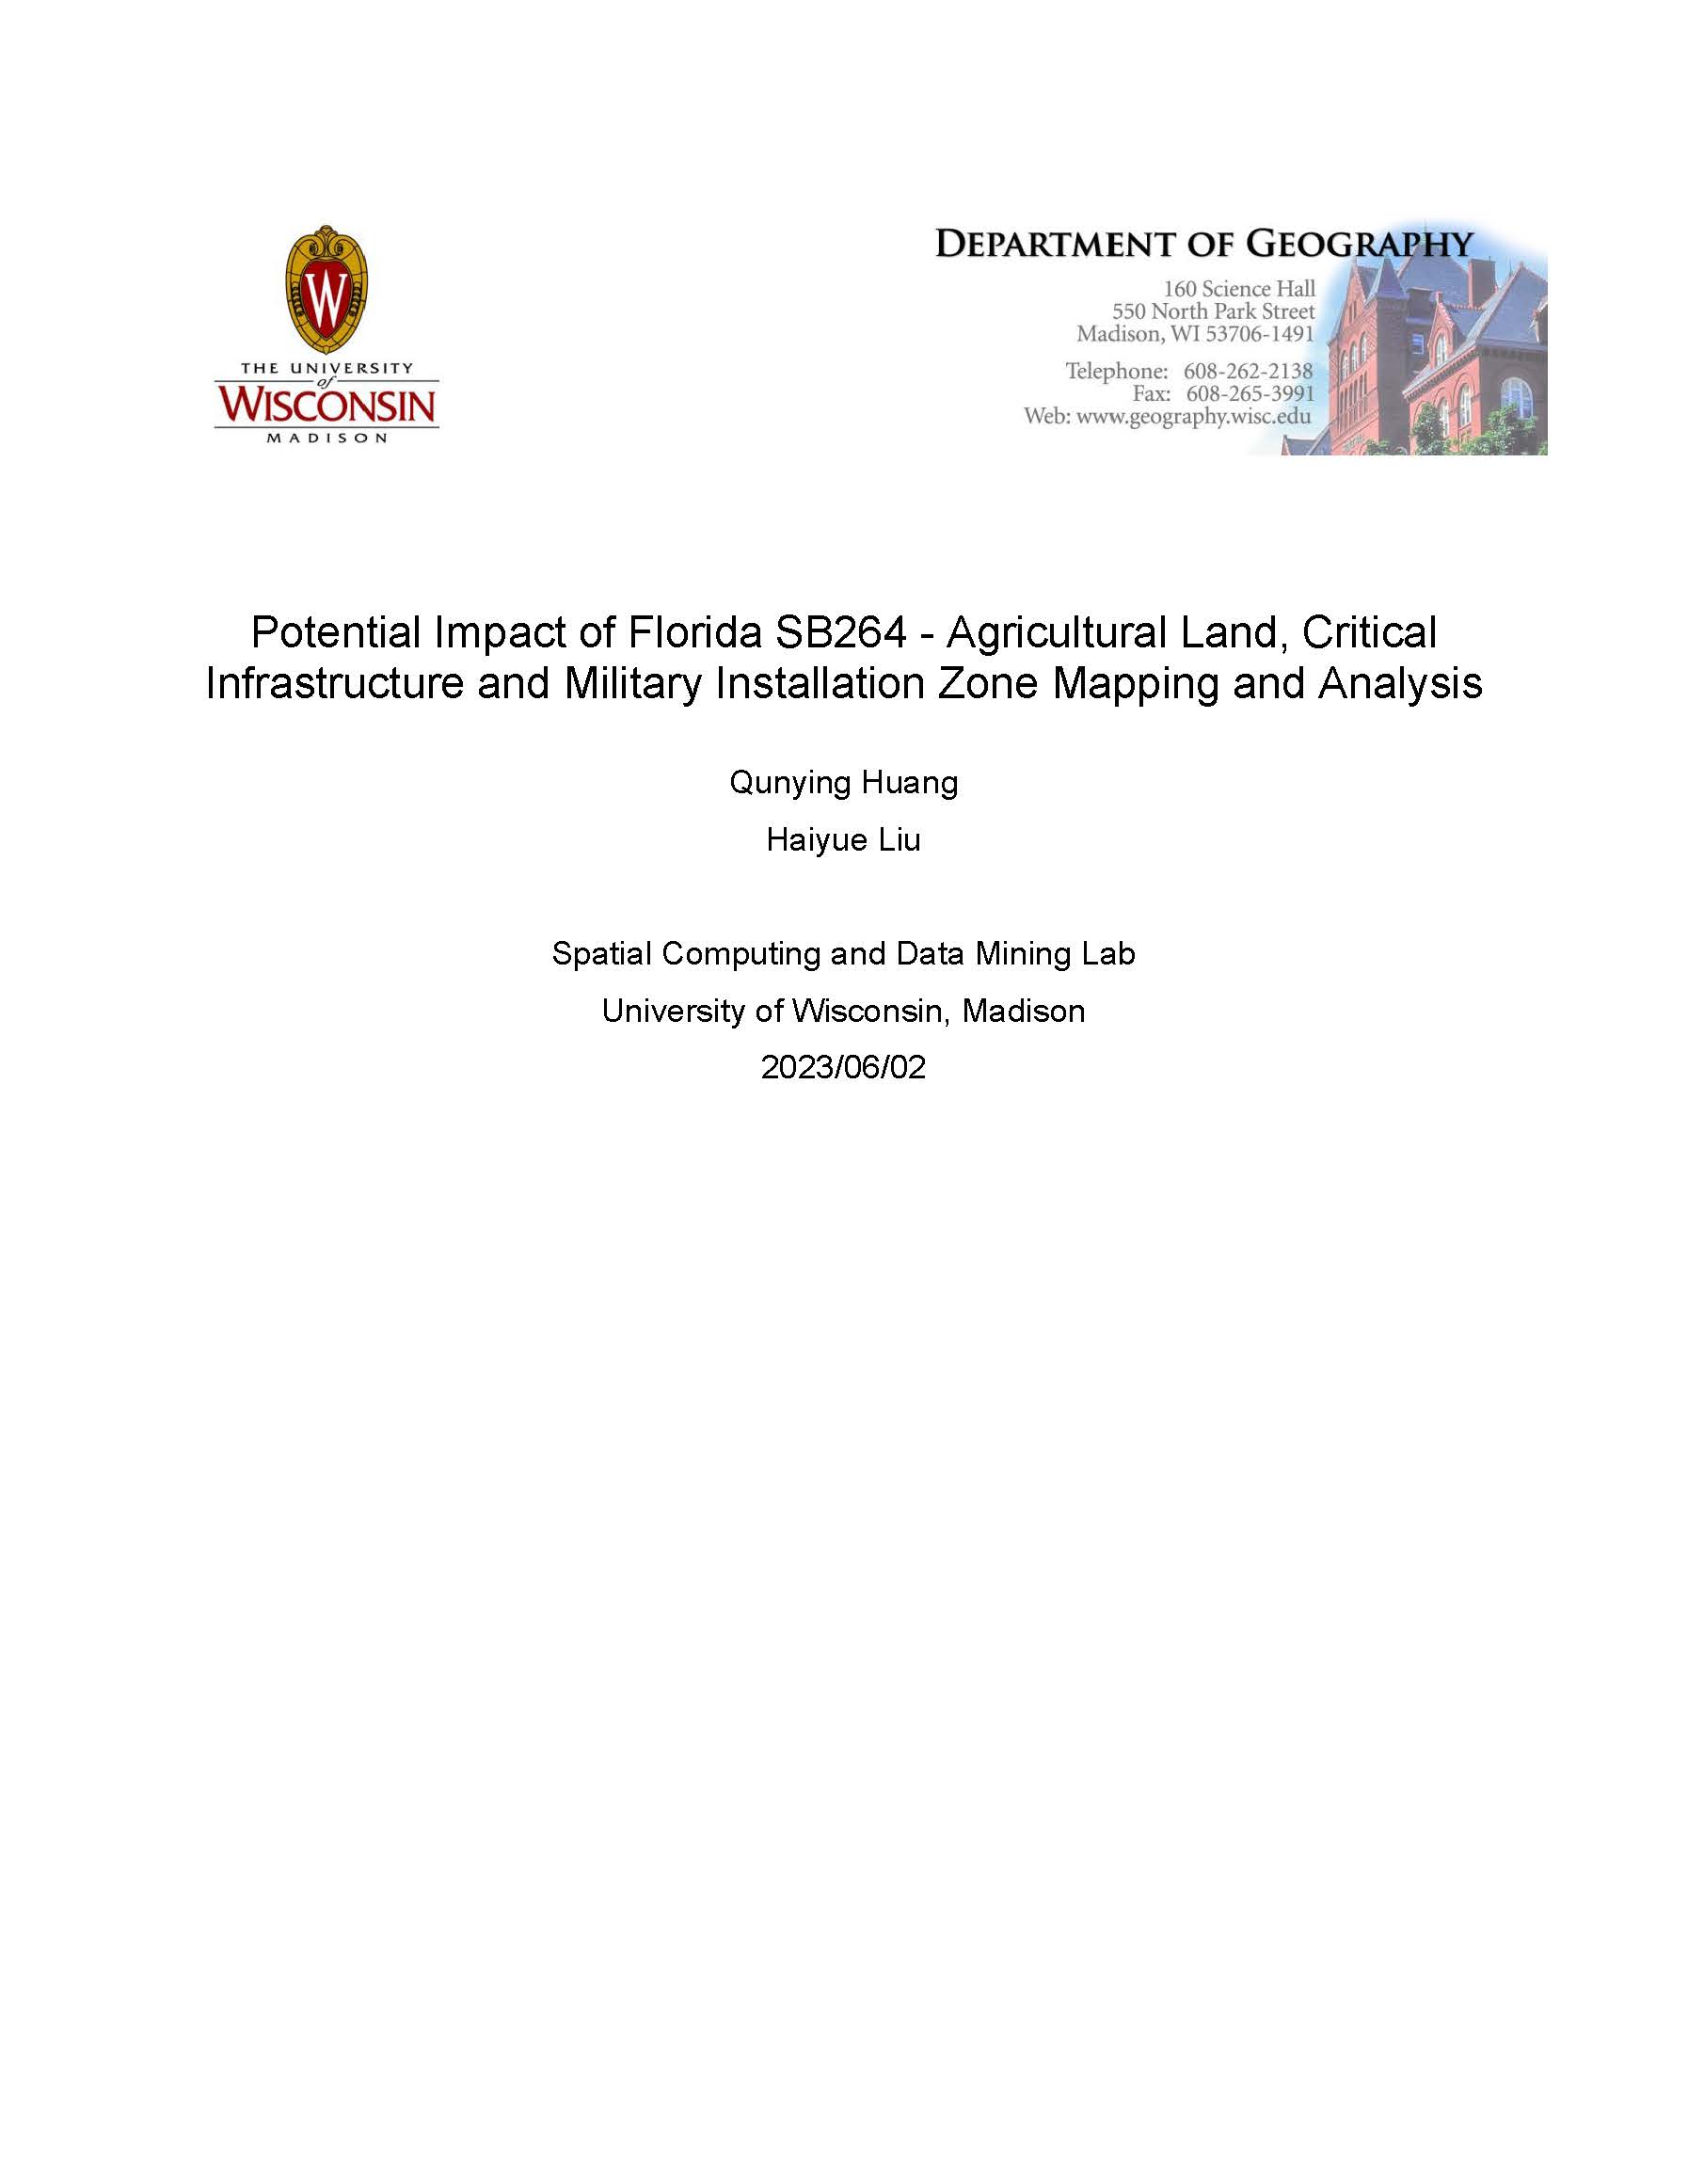 W
THE UNIVERSITY
of
WISCONSIN
MADISON
DEPARTMENT OF GEOGRAPHY
160 Science Hall
550 North Park Street
Madison, WI 53706-1491
Telephone: 608-262-2138
Fax: 608-265-3991
Web: www.geography.wisc.edu
Potential Impact of Florida SB264 - Agricultural Land, Critical
Infrastructure and Military Installation Zone Mapping and Analysis
Qunying Huang
Haiyue Liu
Spatial Computing and Data Mining Lab
University of Wisconsin, Madison
2023/06/02